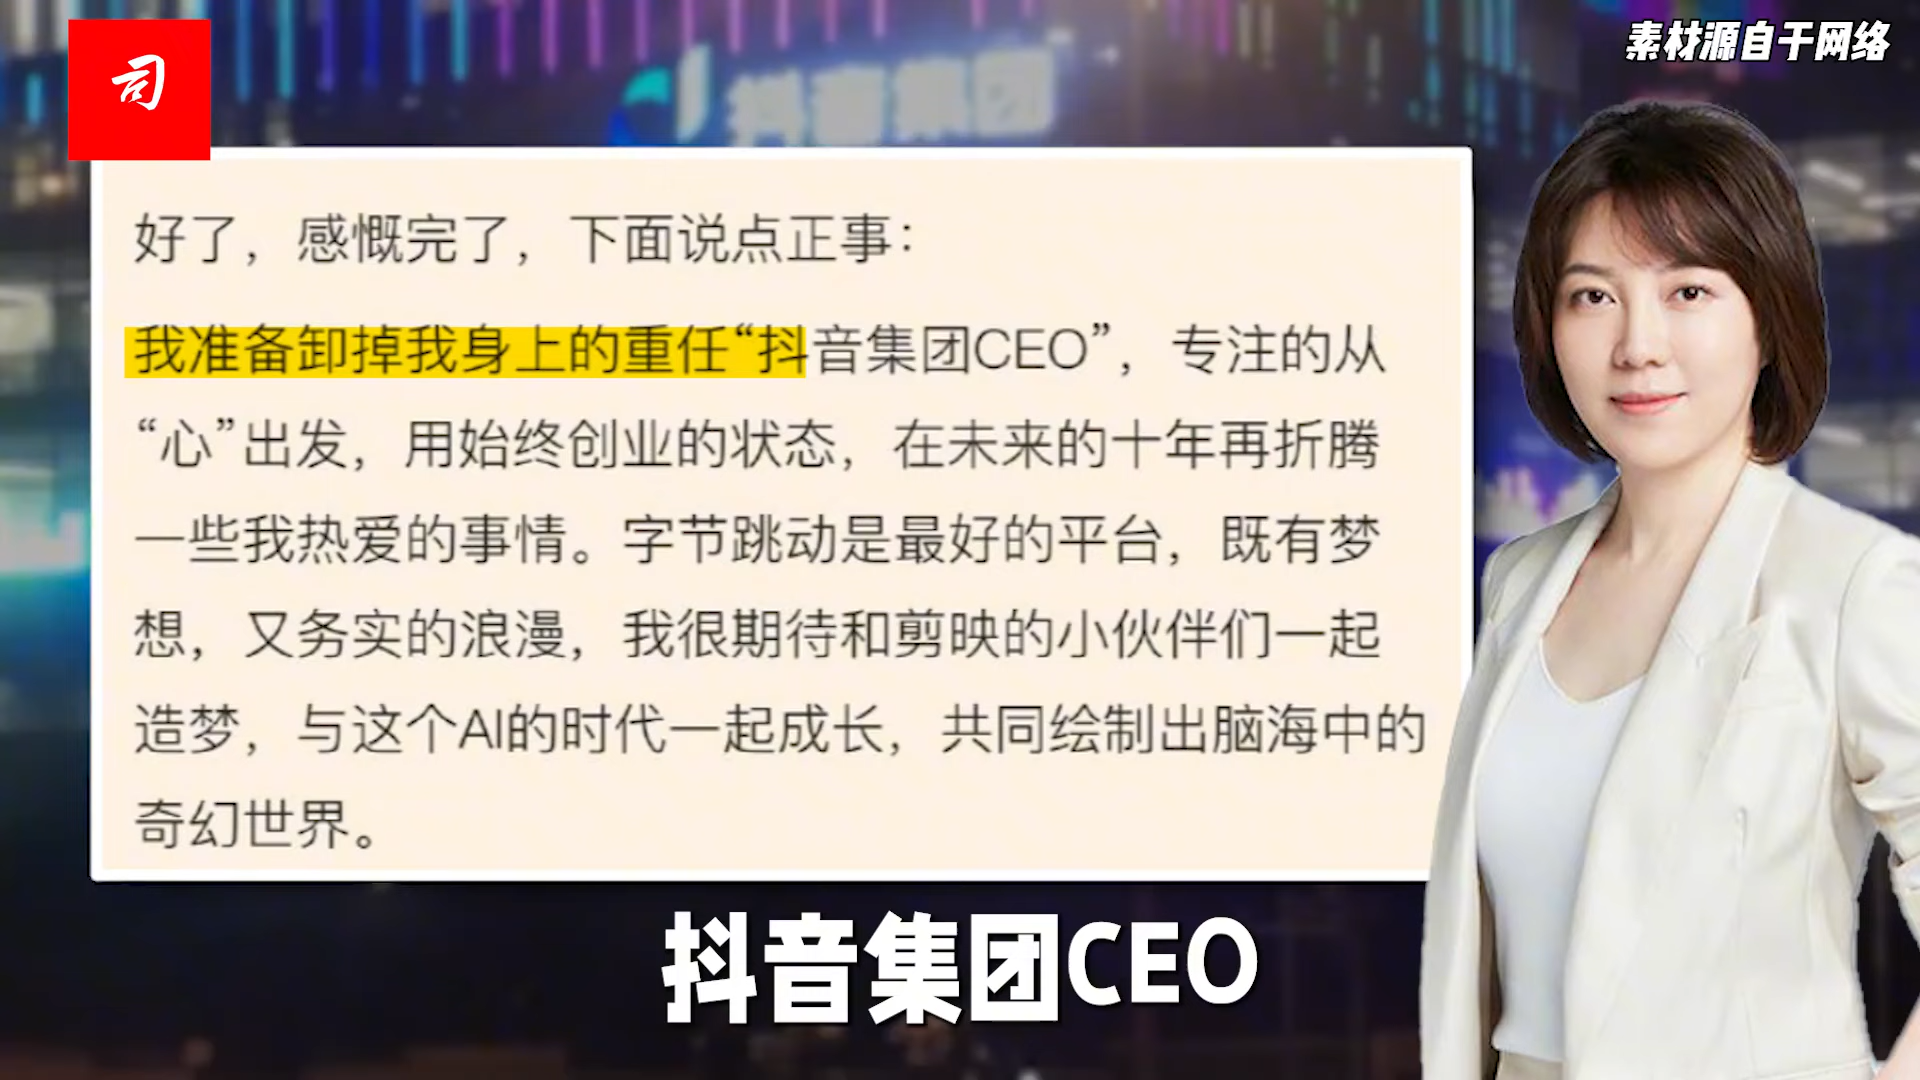 司
素材源自于网络
抖音集团
好了，感慨完了，下面说点正事：
我准备卸掉我身上的重任“抖音集团CEO”，专注的从
“心”出发，用始终创业的状态，在未来的十年再折腾
一些我热爱的事情。字节跳动是最好的平台，既有梦
想，又务实的浪漫，我很期待和剪映的小伙伴们一起
造梦，与这个AI的时代一起成长，共同绘制出脑海中的
奇幻世界。
抖音集团CEO